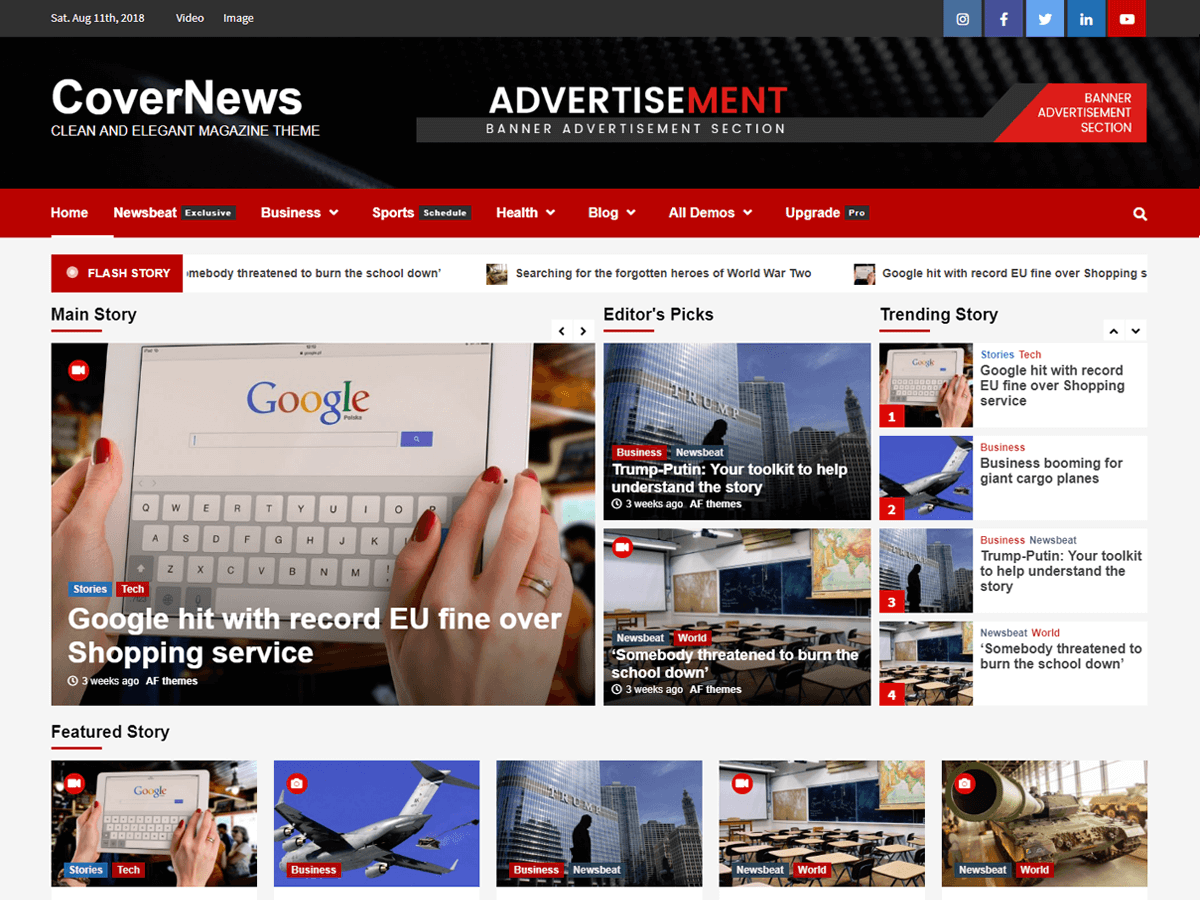 Sat. Aug 11th, 2018 Video Image
CoverNews
CLEAN AND ELEGANT MAGAZINE THEME
ADVERTISEMENT
BANNER ADVERTISEMENT SECTION
BANNER
ADVERTISEMENT
SECTION
Home Newsbeat Exclusive Business Sports Schedule Health Blog All Demos Upgrade Pro
FLASH STORY omebody threatened to burn the school down’ Searching for the forgotten heroes of World War Two Google hit with record EU fine over Shopping s
Main Story
Google
Polska
Q W E R T Y U I O P
A S D F G H J K
Z X C V B N M
Stories Tech
Google hit with record EU fine over
Shopping service
3 weeks ago AF themes
Editor's Picks
TRUMP
Business Newsbeat
Trump-Putin: Your toolkit to help
understand the story
3 weeks ago AF themes
Newsbeat World
‘Somebody threatened to burn the
school down’
3 weeks ago AF themes
Trending Story
Google
1
Stories Tech
Google hit with record EU fine over Shopping
service
2
Business
Business booming for
giant cargo planes
3
Business Newsbeat
Trump-Putin: Your toolkit
to help understand the
story
4
Newsbeat World
‘Somebody threatened to
burn the school down’
Featured Story
Google
Stories Tech
Business
TRUMP
Business Newsbeat
Newsbeat World
Newsbeat World